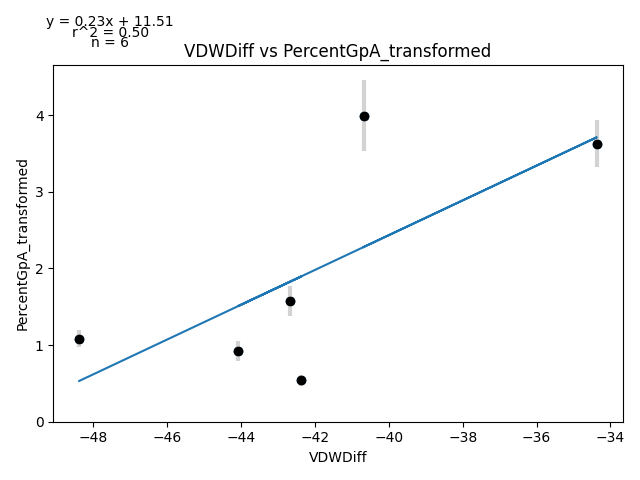 y = 0.23x + 11.51
r^2 = 0.50
n = 6
VDWDiff vs PercentGpA_transformed
PercentGpA_transformed
4
3
2
1
0
−48
−46
−44
−42
−40
−38
−36
−34
VDWDiff